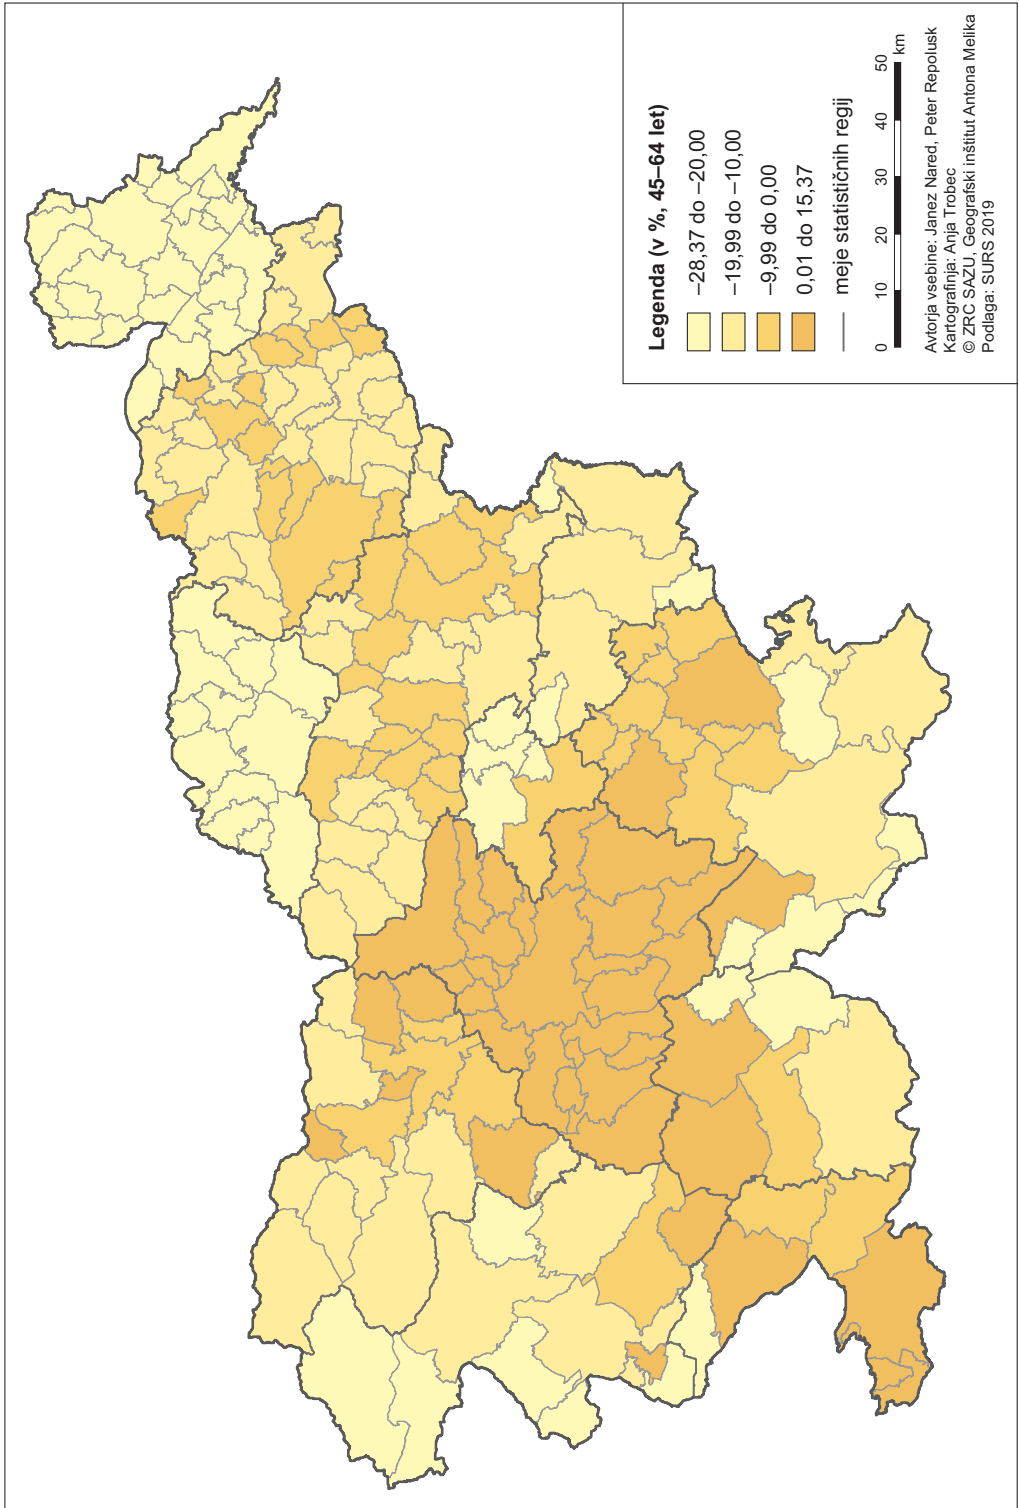 Legenda (v %, 45–64 let)
–28,37 do –20,00
–19,99 do –10,00
–9,99 do 0,00
0,01 do 15,37
meje statističnih regij
0 10 20 30 40 50
km
Avtorja vsebine: Janez Nared, Peter Repolusk
Kartografinja: Anja Trobec
© ZRC SAZU, Geografski inštitut Antona Melika
Podlaga: SURS 2019